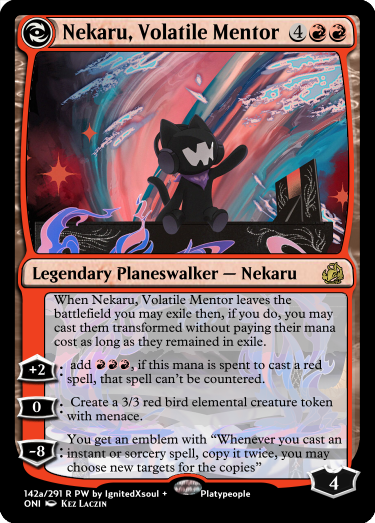 Nekaru, Volatile Mentor 4
Legendary Planeswalker — Nekaru
When Nekaru, Volatile Mentor leaves the
battlefield you may exile then, if you do, you may
cast them transformed without paying their mana
cost as long as they remained in exile.
+2: add RRR, if this mana is spent to cast a red
spell, that spell can't be countered.
0: Create a 3/3 red bird elemental creature token
with menace.
-8: You get an emblem with “Whenever you cast an
instant or sorcery spell, copy it twice, you may
choose new targets for the copies”
4
142a/291 R PW by IgnitedXsoul + Platypeople
ONI Kez Laczin